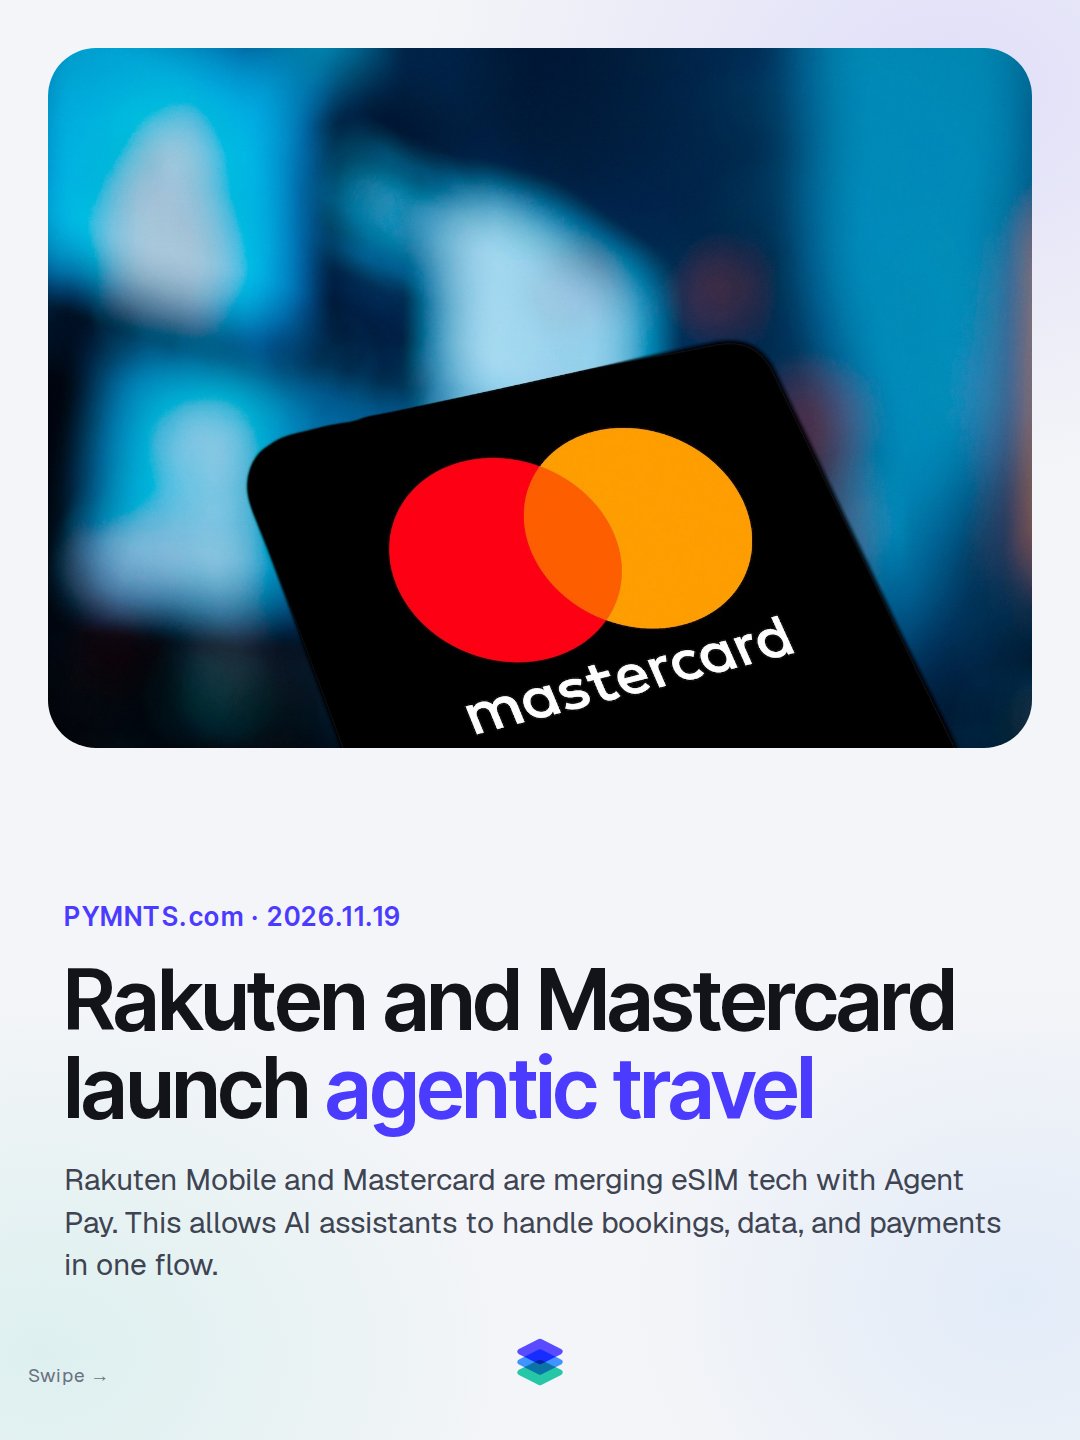 mastercard
PYMNTS.com · 2026.11.19
Rakuten and Mastercard
launch agentic travel
Rakuten Mobile and Mastercard are merging eSIM tech with Agent
Pay. This allows AI assistants to handle bookings, data, and payments
in one flow.
Swipe →